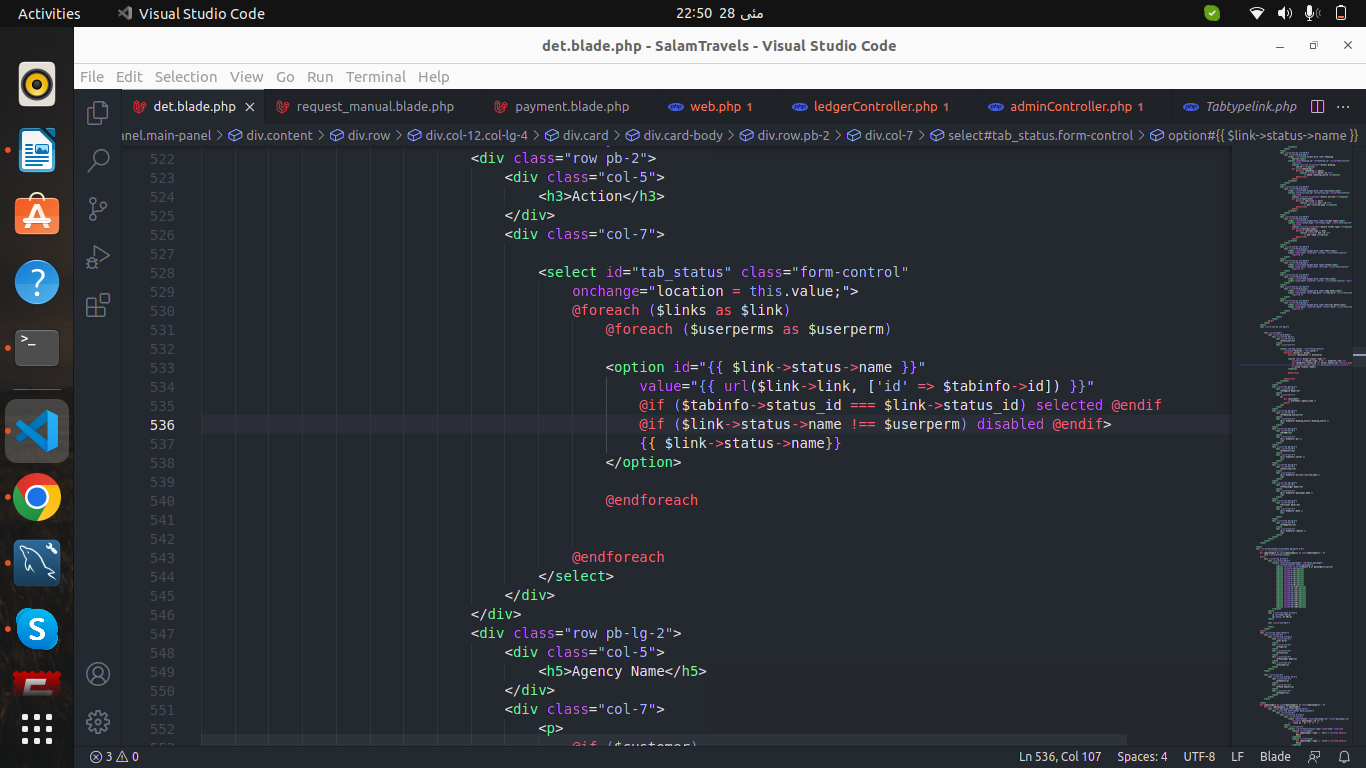 Activities
Visual Studio Code
22:50 28 مئی
det.blade.php - SalamTravels - Visual Studio Code
File Edit Selection View Go Run Terminal Help
det.blade.php
request_manual.blade.php
payment.blade.php
web.php 1
ledgerController.php 1
adminController.php 1
Tabtypelink.php
anel.main-panel > div.content > div.row > div.col-12.col-lg-4 > div.card > div.card-body > div.row.pb-2 > div.col-7 > select#tab_status.form-control > option#{{ $link->status->name }}
522 <div class="row pb-2">
523 <div class="col-5">
524 <h3>Action</h3>
525 </div>
526 <div class="col-7">
527
528 <select id="tab_status" class="form-control"
529 onchange="location = this.value;">
530 @foreach ($links as $link)
531 @foreach ($userperms as $userperm)
532
533 <option id="{{ $link->status->name }}"
534 value="{{ url($link->link, ['id' => $tabinfo->id]) }}"
535 @if ($tabinfo->status_id === $link->status_id) selected @endif
536 @if ($link->status->name !== $userperm) disabled @endif>
537 {{ $link->status->name}}
538 </option>
539
540 @endforeach
541
542
543 @endforeach
544 </select>
545 </div>
546 </div>
547 <div class="row pb-lg-2">
548 <div class="col-5">
549 <h5>Agency Name</h5>
550 </div>
551 <div class="col-7">
552 <p>
553 @if ($customer)
3 0
Ln 536, Col 107 Spaces: 4 UTF-8 LF Blade